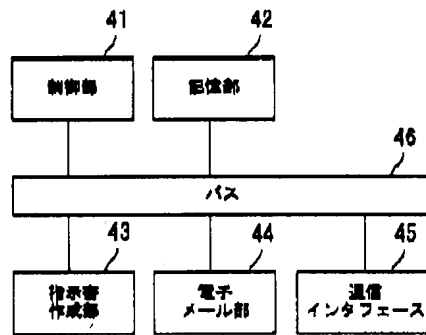 41
42
制御部
記憶部
46
バス
43
44
45
指示書
作成部
電子
メール部
通信
インタフェース